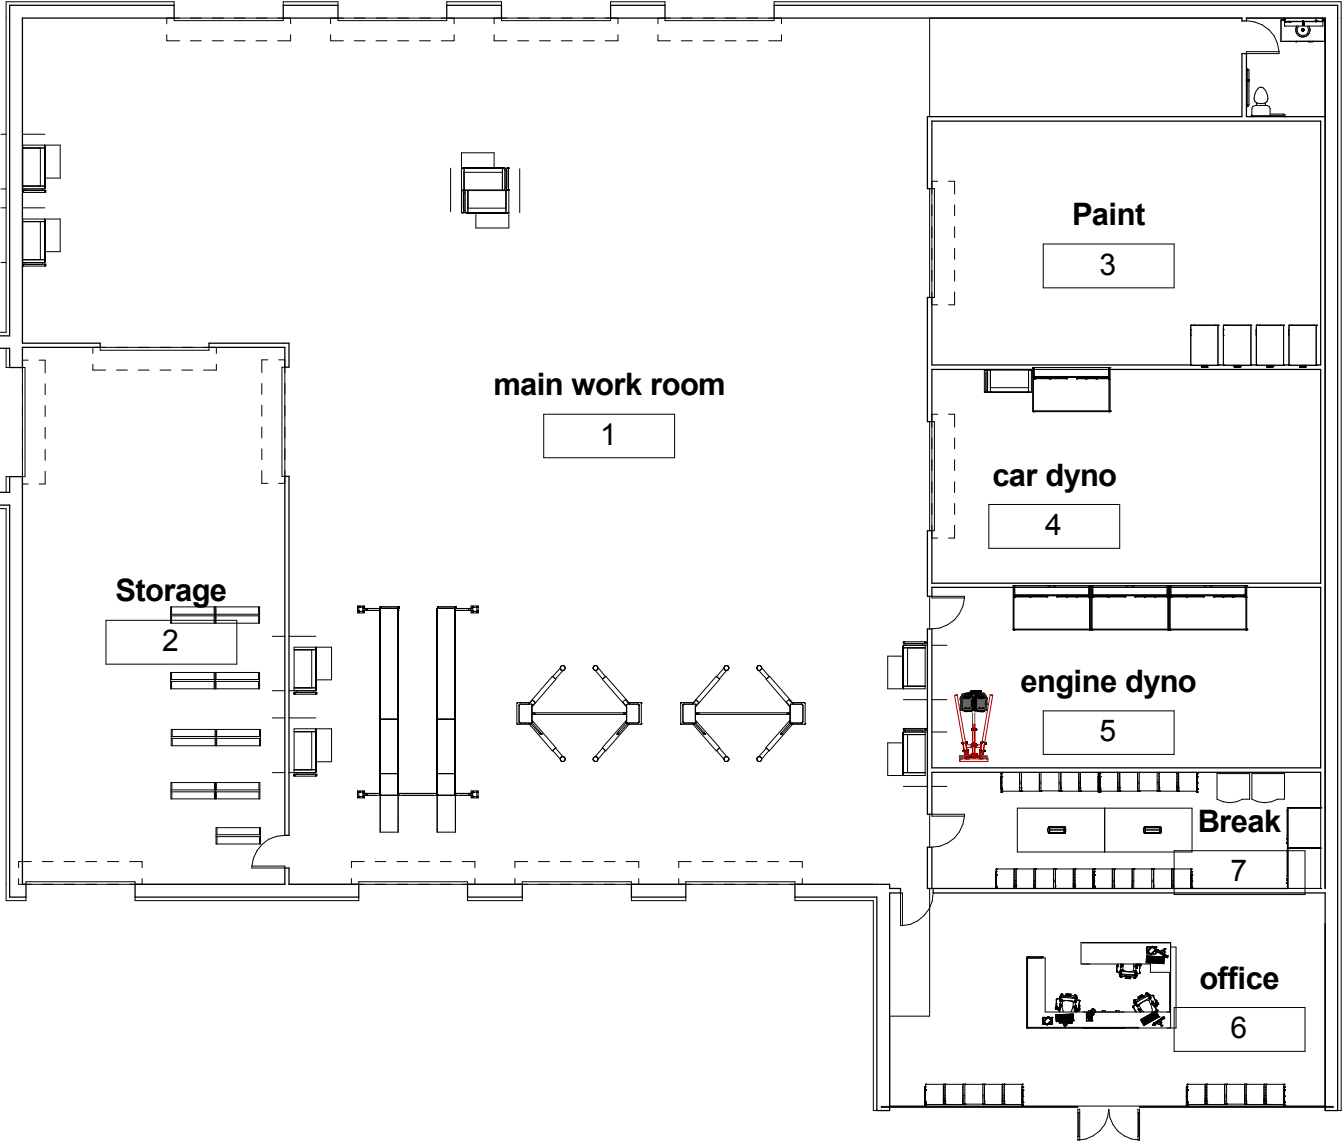 Paint
3
main work room
1
car dyno
4
Storage
2
engine dyno
5
Break
7
office
6